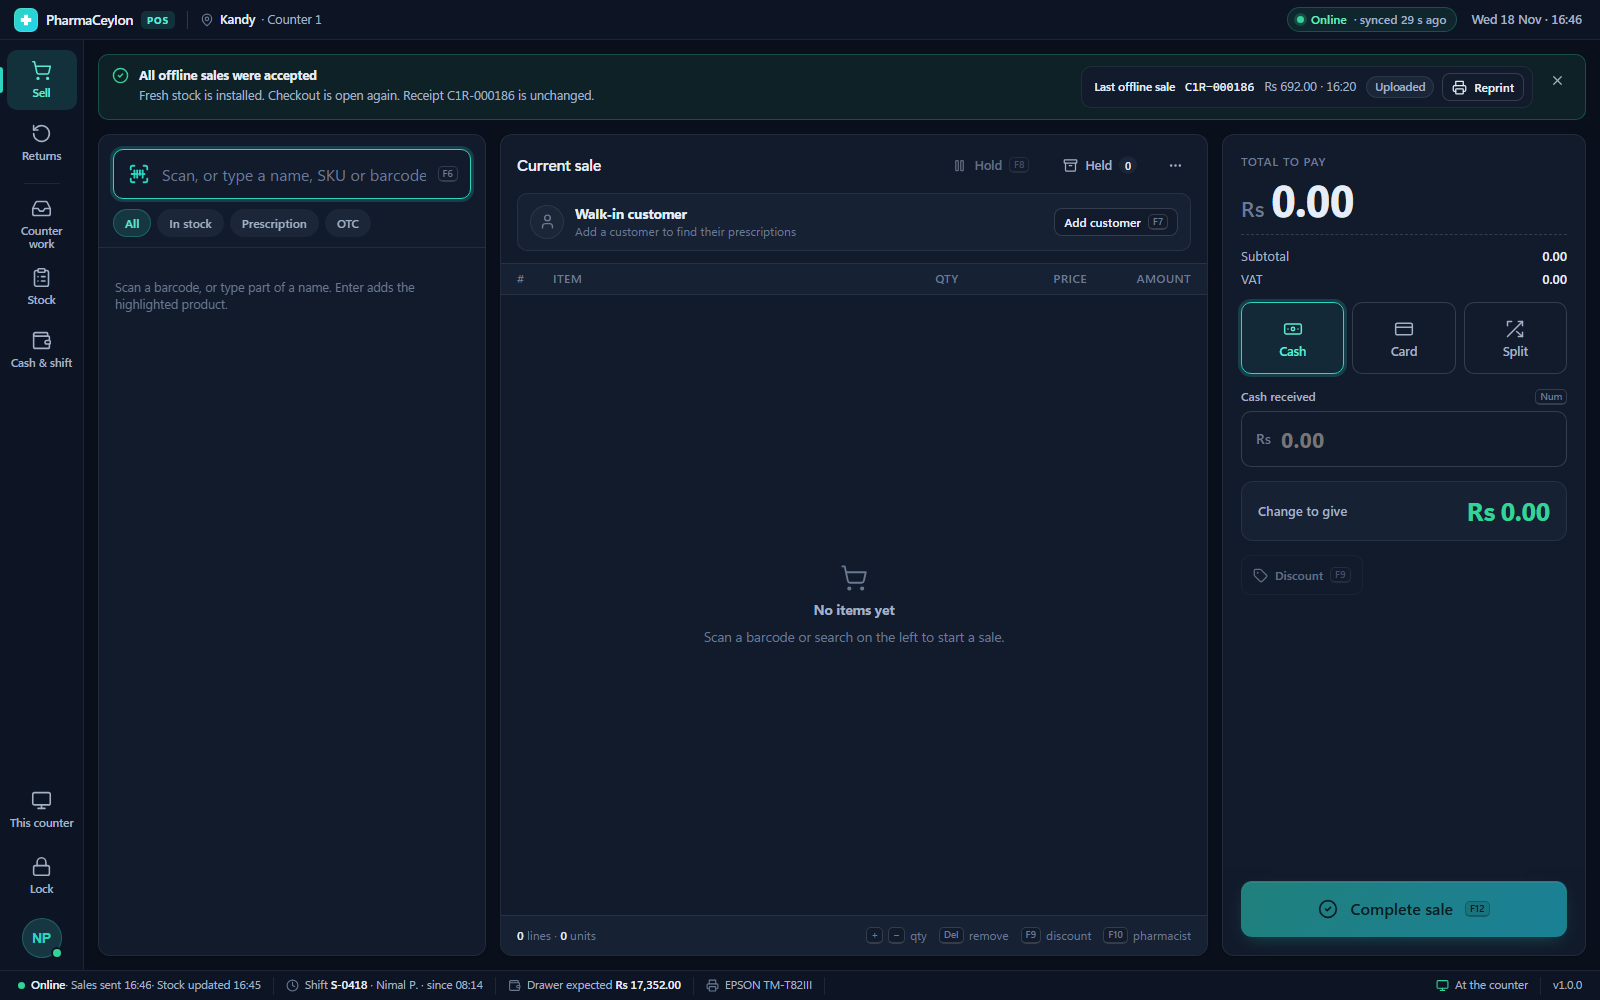 PharmaCeylon POS
Kandy · Counter 1
Online · synced 29 s ago
Wed 18 Nov · 16:46
Sell
Returns
Counter
work
Stock
Cash & shift
This counter
Lock
NP
All offline sales were accepted
Fresh stock is installed. Checkout is open again. Receipt C1R-000186 is unchanged.
Last offline sale C1R-000186 Rs 692.00 · 16:20 Uploaded Reprint
Scan, or type a name, SKU or barcode F6
All In stock Prescription OTC
Scan a barcode, or type part of a name. Enter adds the
highlighted product.
Current sale
Hold F8 Held 0
Walk-in customer
Add a customer to find their prescriptions
Add customer F7
# ITEM QTY PRICE AMOUNT
No items yet
Scan a barcode or search on the left to start a sale.
0 lines · 0 units
+ − qty Del remove F9 discount F10 pharmacist
TOTAL TO PAY
Rs 0.00
Subtotal 0.00
VAT 0.00
Cash Card Split
Cash received Num
Rs 0.00
Change to give Rs 0.00
Discount F9
Complete sale F12
Online · Sales sent 16:46 · Stock updated 16:45
Shift S-0418 · Nimal P. · since 08:14
Drawer expected Rs 17,352.00
EPSON TM-T82III
At the counter
v1.0.0